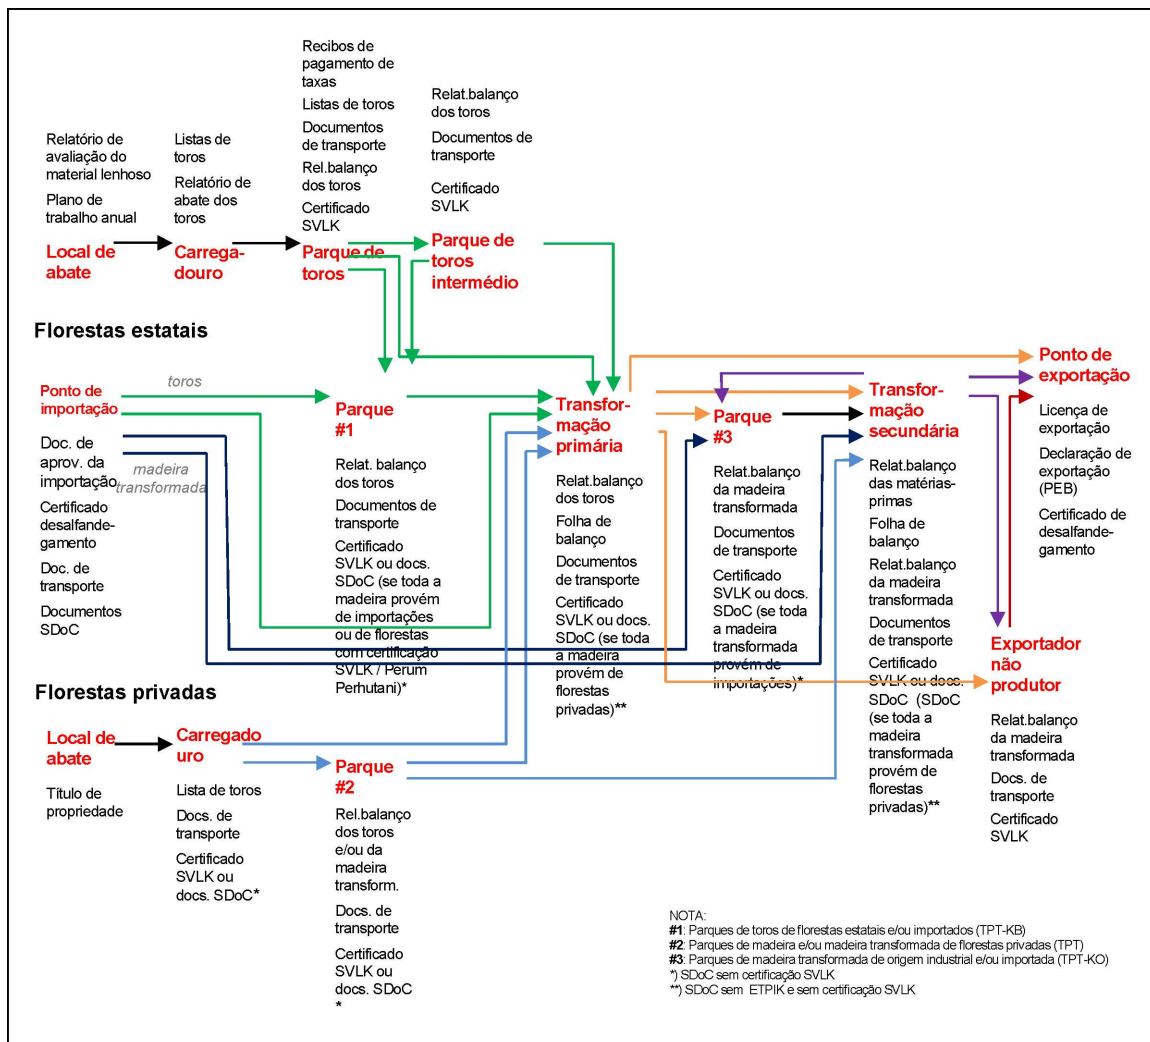 Recibos de
pagamento de
taxas
Listas de toros
Documentos
de transporte
Rel.balanço
dos toros
Certificado
SVLK
Relat.balanço
dos toros
Documentos de
transporte
Certificado
SVLK
Relatório de
avaliação do
material lenhoso
Plano de
trabalho anual
Listas de
toros
Relatório de
abate dos
toros
Local de
abate
Carrega-
douro
Parque de
toros
Parque de
toros
intermédio
Florestas estatais
Ponto de
importação
toros
madeira
transformada
Doc. de
aprov. da
importação
Certificado
desalfande-
gamento
Doc. de
transporte
Documentos
SDoC
Parque
#1
Relat. balanço
dos toros
Documentos de
transporte
Certificado
SVLK ou docs.
SDoC (se toda a
madeira provém
de importações
ou de florestas
com certificação
SVLK / Perum
Perhutani)*
Transfor-
mação
primária
Relat.balanço
dos toros
Folha de
balanço
Documentos
de transporte
Certificado
SVLK ou docs.
SDoC (se toda
a madeira
provém de
florestas
privadas)**
Parque
#3
Relat.balanço
da madeira
transformada
Documentos
de transporte
Certificado
SVLK ou docs.
SDoC (se toda
a madeira
transformada
provém de
importações)*
Transfor-
mação
secundária
Relat.balanço
das matérias-
primas
Folha de
balanço
Relat.balanço
da madeira
transformada
Documentos
de transporte
Certificado
SVLK ou docs.
SDoC (SDoC
(se toda a
madeira
transformada
provém de
florestas
privadas)**
Ponto de
exportação
Licença de
exportação
Declaração de
exportação
(PEB)
Certificado de
desalfande-
gamento
Exportador
não
produtor
Relat.balanço
da madeira
transformada
Docs. de
transporte
Certificado
SVLK
Florestas privadas
Local de
abate
Título de
propriedade
Carregado
uro
Lista de toros
Docs. de
transporte
Certificado
SVLK ou
docs. SDoC*
Parque
#2
Rel.balanço
dos toros
e/ou da
madeira
transform.
Docs. de
transporte
Certificado
SVLK ou
docs. SDoC
*
NOTA:
#1: Parques de toros de florestas estatais e/ou importados (TPT-KB)
#2: Parques de madeira e/ou madeira transformada de florestas privadas (TPT)
#3: Parques de madeira transformada de origem industrial e/ou importada (TPT-KO)
*) SDoC sem certificação SVLK
**) SDoC sem ETPIK e sem certificação SVLK